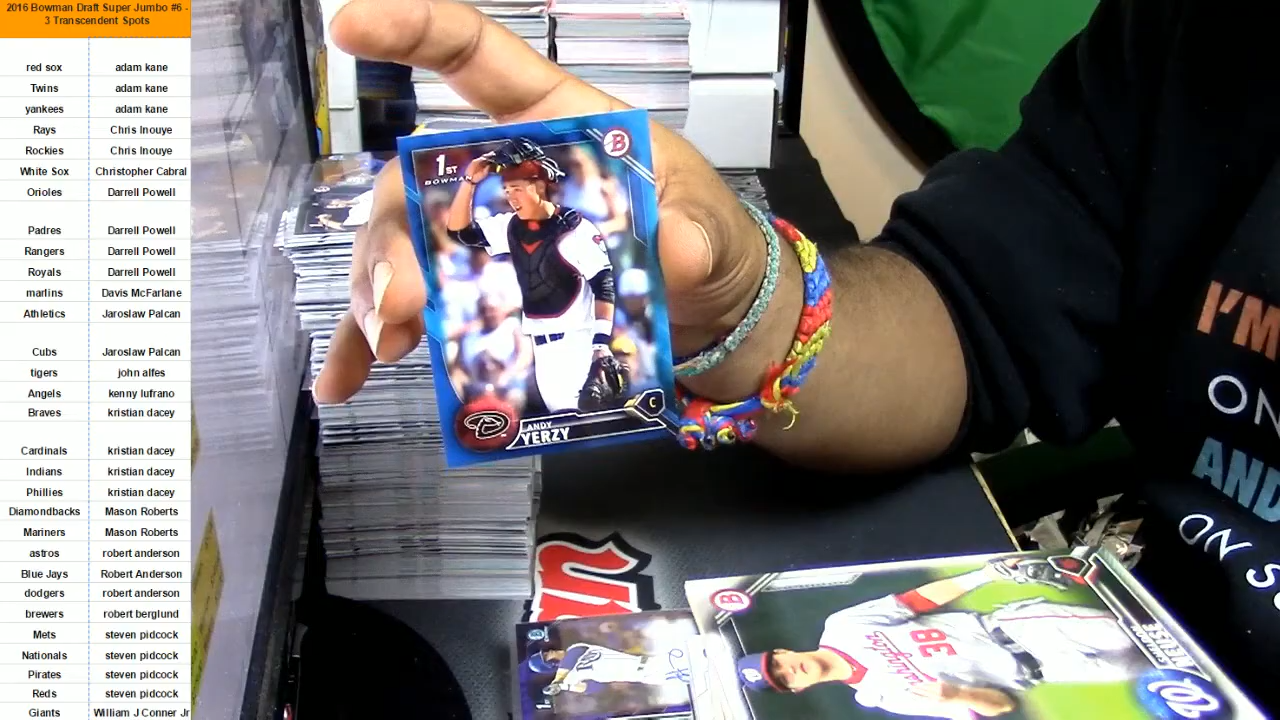 2016 Bowman Draft Super Jumbo #6 -
3 Transcendent Spots
red sox adam kane
Twins adam kane
yankees adam kane
Rays Chris Inouye
Rockies Chris Inouye
White Sox Christopher Cabral
Orioles Darrell Powell
Padres Darrell Powell
Rangers Darrell Powell
Royals Darrell Powell
marlins Davis McFarlane
Athletics Jaroslaw Palcan
Cubs Jaroslaw Palcan
tigers john alfes
Angels kenny lufrano
Braves kristian dacey
Cardinals kristian dacey
Indians kristian dacey
Phillies kristian dacey
Diamondbacks Mason Roberts
Mariners Mason Roberts
astros robert anderson
Blue Jays Robert Anderson
dodgers robert anderson
rewers robert berglund
Mets steven pidcock
Nationals steven pidcock
Pirates steven pidcock
Reds steven pidcock
Giants William J Conner Jr
1ST
BOWMAN
B
C
ANDY
YERZY
I'M
ON
AND
ON S
B
38